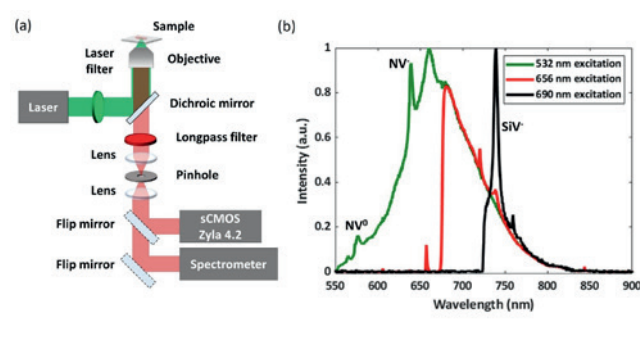 (a)
Sample
Laser
filter
Objective
Laser
Dichroic mirror
Longpass filter
Lens
Pinhole
Lens
Flip mirror
sCMOS
Zyla 4.2
Flip mirror
Spectrometer
(b)
1
0.8
0.6
0.4
0.2
0
Intensity (a.u.)
NV⁻
NV⁰
SiV⁻
532 nm excitation
656 nm excitation
690 nm excitation
550 600 650 700 750 800 850 900
Wavelength (nm)